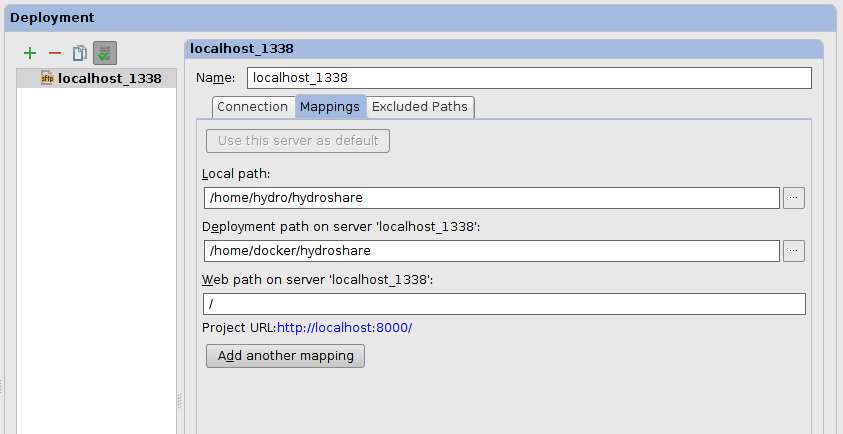 Deployment
localhost_1338
sftp localhost_1338
Name: localhost_1338
Connection Mappings Excluded Paths
Use this server as default
Local path:
/home/hydro/hydroshare
...
Deployment path on server 'localhost_1338':
/home/docker/hydroshare
...
Web path on server 'localhost_1338':
/
Project URL:http://localhost:8000/
Add another mapping